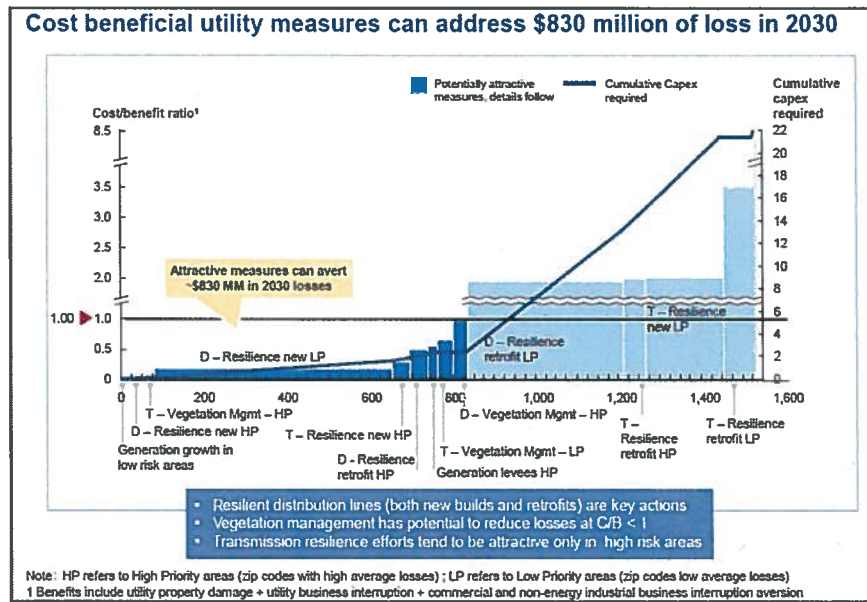 Cost beneficial utility measures can address $830 million of loss in 2030
Potentially attractive
measures, details follow
Cumulative Capex
required
Cumulative
capex
required
Cost/benefit ratio¹
8.5
3.5
3.0
2.5
2.0
1.00
1.0
0.5
0
22
20
18
16
14
12
10
8
6
4
2
0
Attractive measures can avert
~$830 MM in 2030 losses
D – Resilience new LP
D – Resilience
retrofit LP
T – Resilience
new LP
0
200
400
600
800
1,000
1,200
1,400
1,600
T – Vegetation Mgmt – HP
D – Resilience new HP
Generation growth in
low risk areas
T – Resilience new HP
D - Resilience
retrofit HP
D – Vegetation Mgmt – HP
T – Vegetation Mgmt – LP
Generation levees HP
T –
Resilience
retrofit HP
T – Resilience
retrofit LP
• Resilient distribution lines (both new builds and retrofits) are key actions
• Vegetation management has potential to reduce losses at C/B < 1
• Transmission resilience efforts tend to be attractive only in high risk areas
Note: HP refers to High Priority areas (zip codes with high average losses) ; LP refers to Low Priority areas (zip codes low average losses)
1 Benefits include utility property damage + utility business interruption + commercial and non-energy industrial business interruption aversion